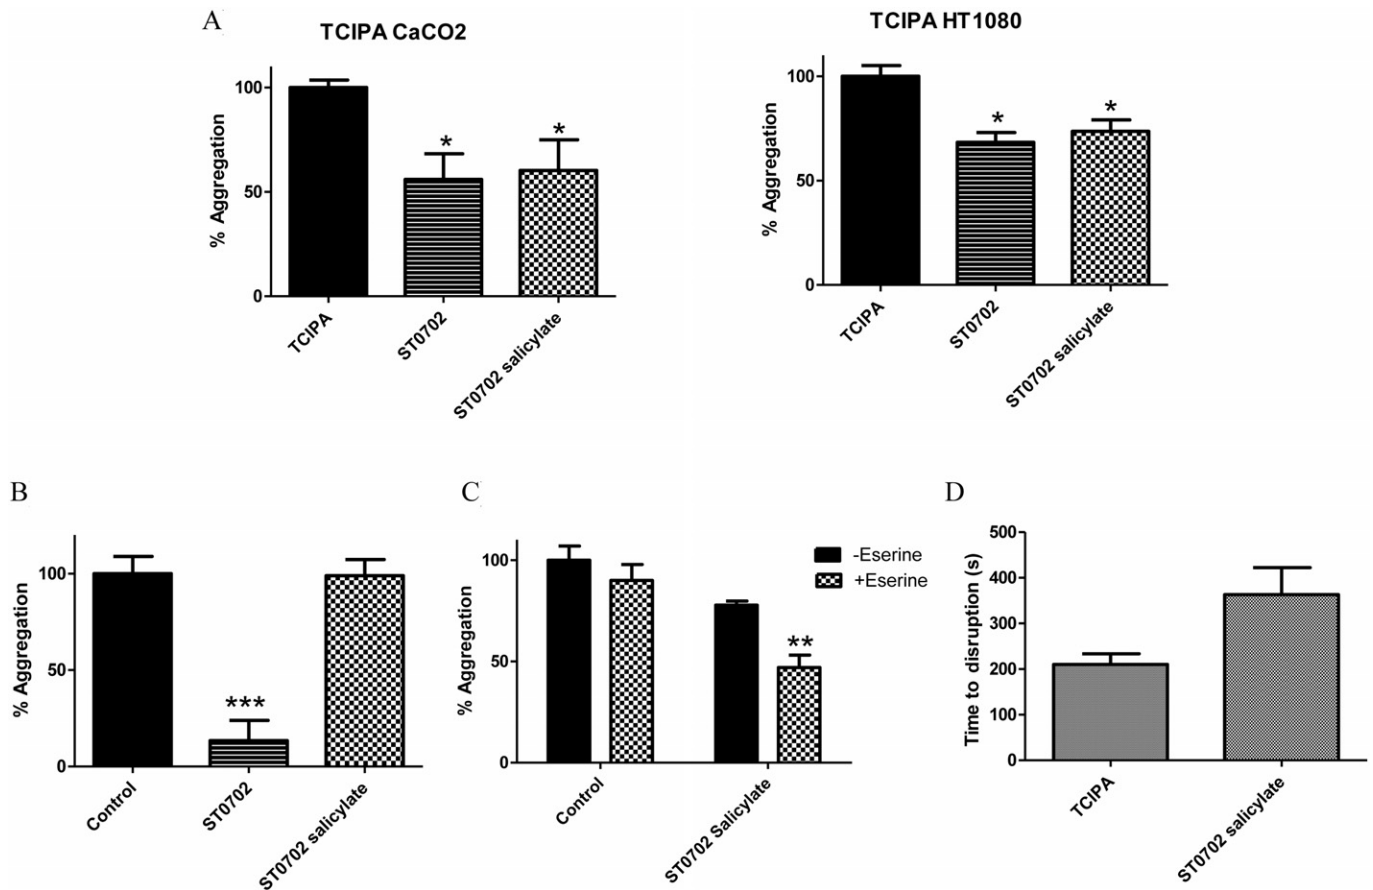 A
TCIPA CaCO2
% Aggregation
100
50
0
TCIPA
ST0702
ST0702 salicylate
*
*
TCIPA HT1080
% Aggregation
100
50
0
TCIPA
ST0702
ST0702 salicylate
*
*
B
% Aggregation
100
50
0
Control
ST0702
ST0702 salicylate
***
C
% Aggregation
100
50
0
Control
ST0702 Salicylate
**
-Eserine
+Eserine
D
Time to disruption (s)
500
400
300
200
100
0
TCIPA
ST0702 salicylate